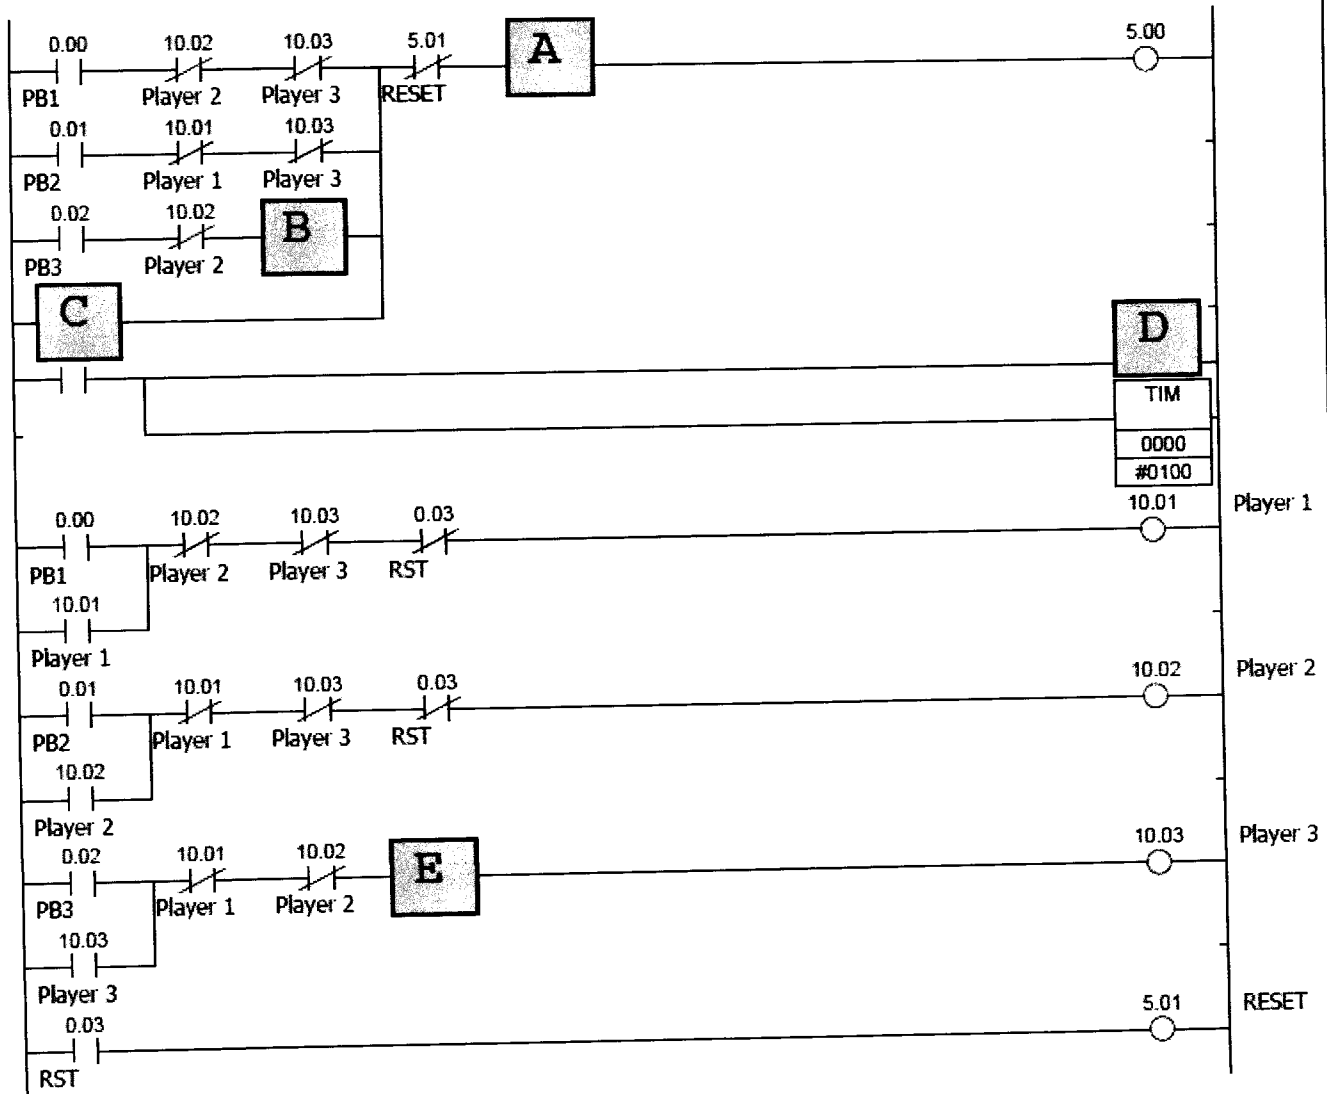 0.00 10.02 10.03 5.01 A 5.00
PB1 Player 2 Player 3 RESET
0.01 10.01 10.03
PB2 Player 1 Player 3
0.02 10.02 B
PB3 Player 2
C D
TIM
0000
#0100
0.00 10.02 10.03 0.03 10.01 Player 1
PB1 Player 2 Player 3 RST
10.01
Player 1
0.01 10.01 10.03 0.03 10.02 Player 2
PB2 Player 1 Player 3 RST
10.02
Player 2
0.02 10.01 10.02 E 10.03 Player 3
PB3 Player 1 Player 2
10.03
Player 3
0.03 5.01 RESET
RST